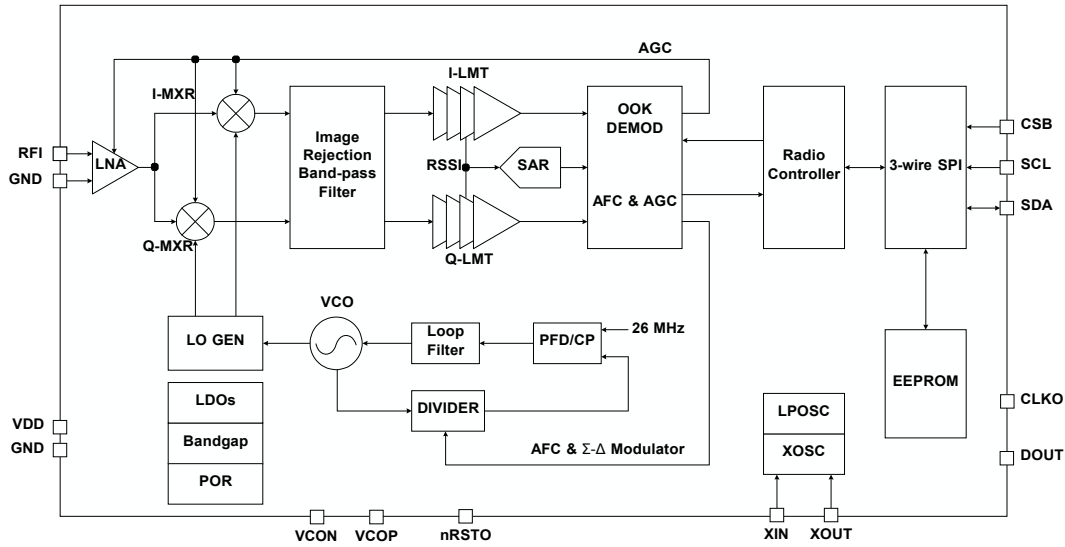 AGC
I-LMT
I-MXR
OOK
DEMOD
CSB
RFI
LNA
Image
Rejection
Band-pass
Filter
RSSI
SAR
Radio
Controller
3-wire SPI
SCL
GND
AFC & AGC
SDA
Q-MXR
Q-LMT
VCO
LO GEN
Loop
Filter
PFD/CP
26 MHz
EEPROM
LDOs
DIVIDER
LPOSC
CLKO
VDD
Bandgap
AFC & Σ-Δ Modulator
XOSC
DOUT
GND
POR
VCON
VCOP
nRSTO
XIN
XOUT